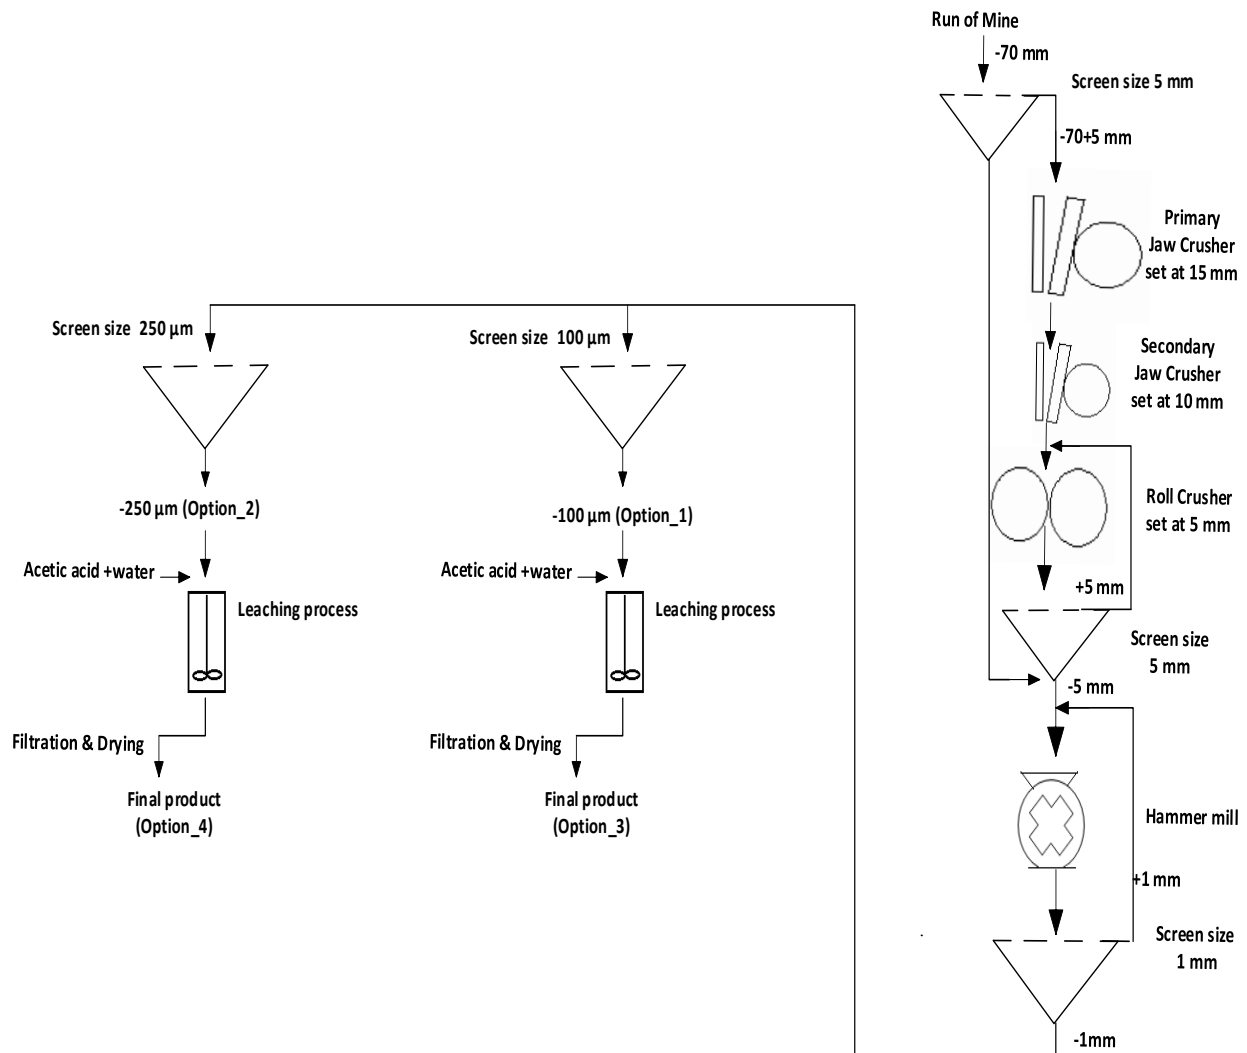 Run of Mine
-70 mm
Screen size 5 mm
-70+5 mm
Primary
Jaw Crusher
set at 15 mm
Secondary
Jaw Crusher
set at 10 mm
Roll Crusher
set at 5 mm
+5 mm
Screen size
5 mm
-5 mm
Hammer mill
+1 mm
Screen size
1 mm
-1mm
Screen size 250 µm
-250 µm (Option_2)
Acetic acid +water
Leaching process
Filtration & Drying
Final product
(Option_4)
Screen size 100 µm
-100 µm (Option_1)
Acetic acid +water
Leaching process
Filtration & Drying
Final product
(Option_3)